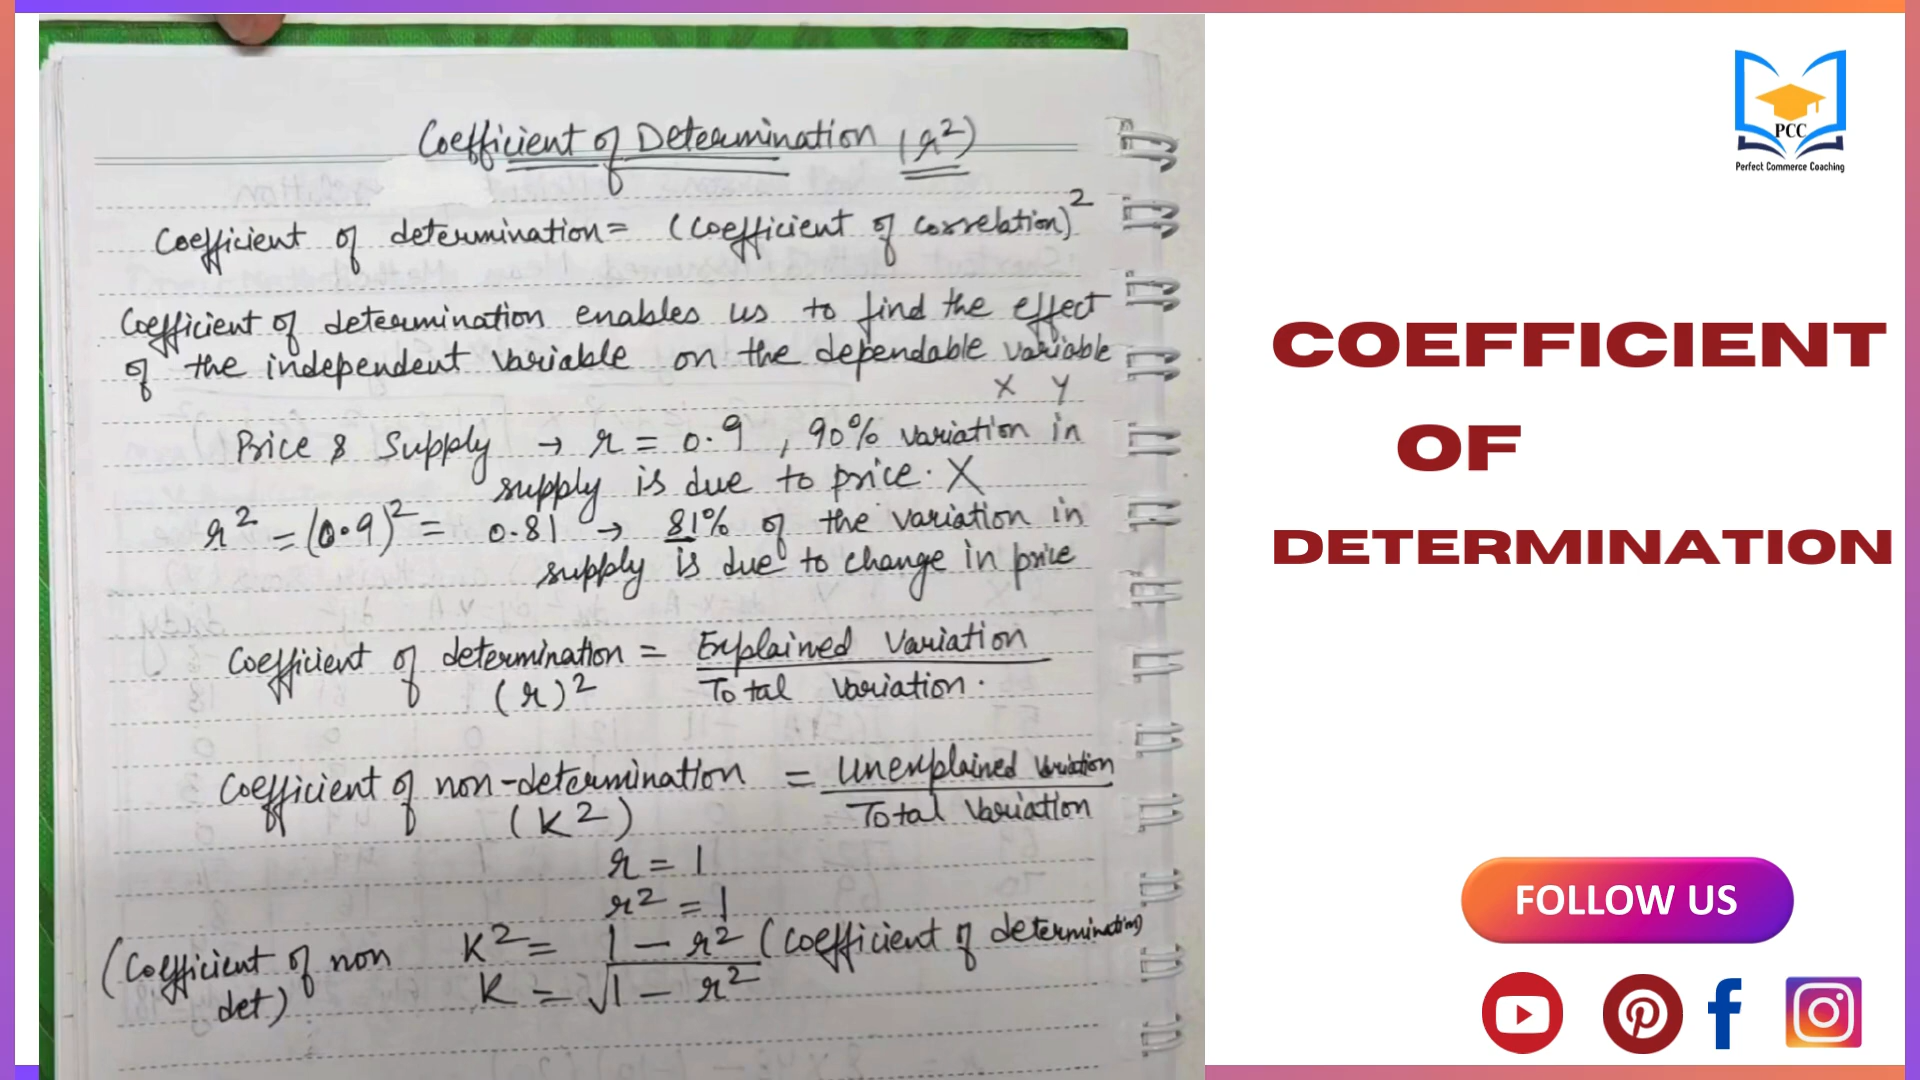 Coefficient of Determination (r²)
Coefficient of determination = (Coefficient of correlation)²
Coefficient of determination enables us to find the effect
of the independent variable on the dependable variable
X Y
Price & Supply → r = 0.9 , 90% variation in
supply is due to price. X
r² = (0.9)² = 0.81 → 81% of the variation in
supply is due to change in price
Coefficient of determination = Explained Variation
(r)² Total Variation.
Coefficient of non-determination = Unexplained Variation
(K²) Total Variation
r = 1
r² = 1
(Coefficient of non K² = 1 - r² (Coefficient of determination)
det) K = √1 - r²
PCC
Perfect Commerce Coaching
COEFFICIENT
OF
DETERMINATION
FOLLOW US